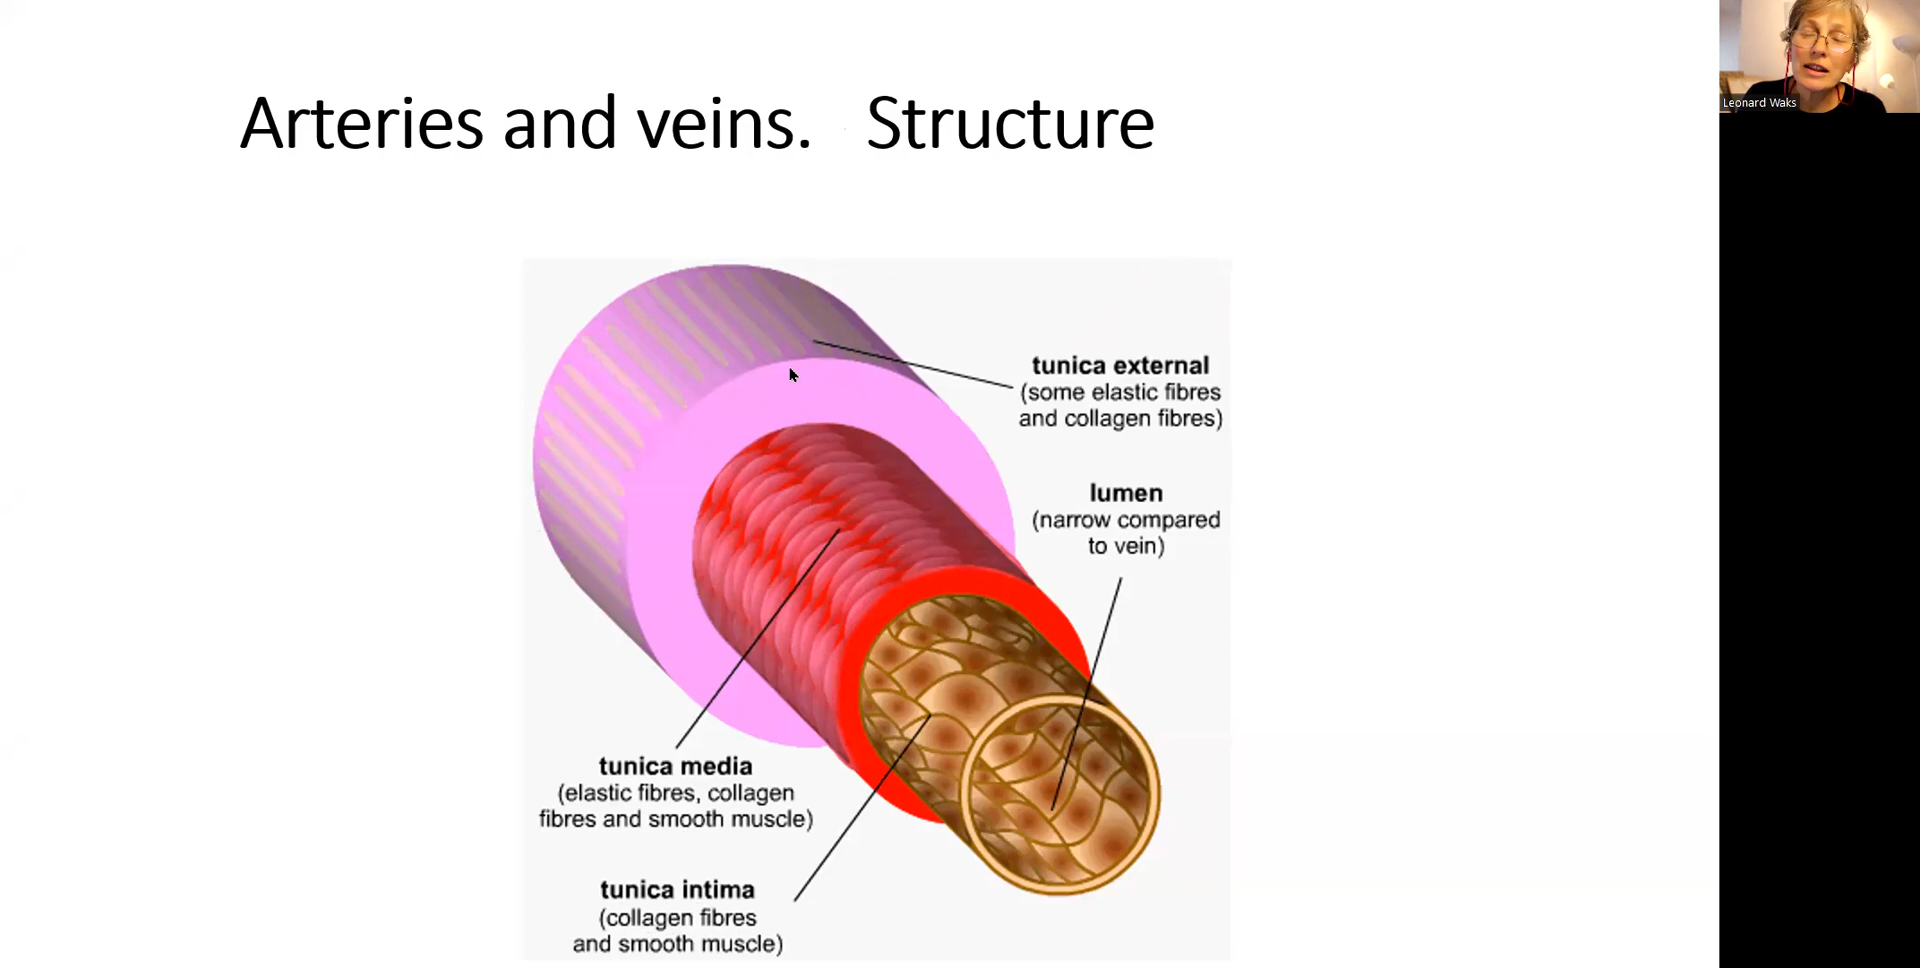 Arteries and veins. Structure
Leonard Waks
tunica external
(some elastic fibres
and collagen fibres)
lumen
(narrow compared
to vein)
tunica media
(elastic fibres, collagen
fibres and smooth muscle)
tunica intima
(collagen fibres
and smooth muscle)